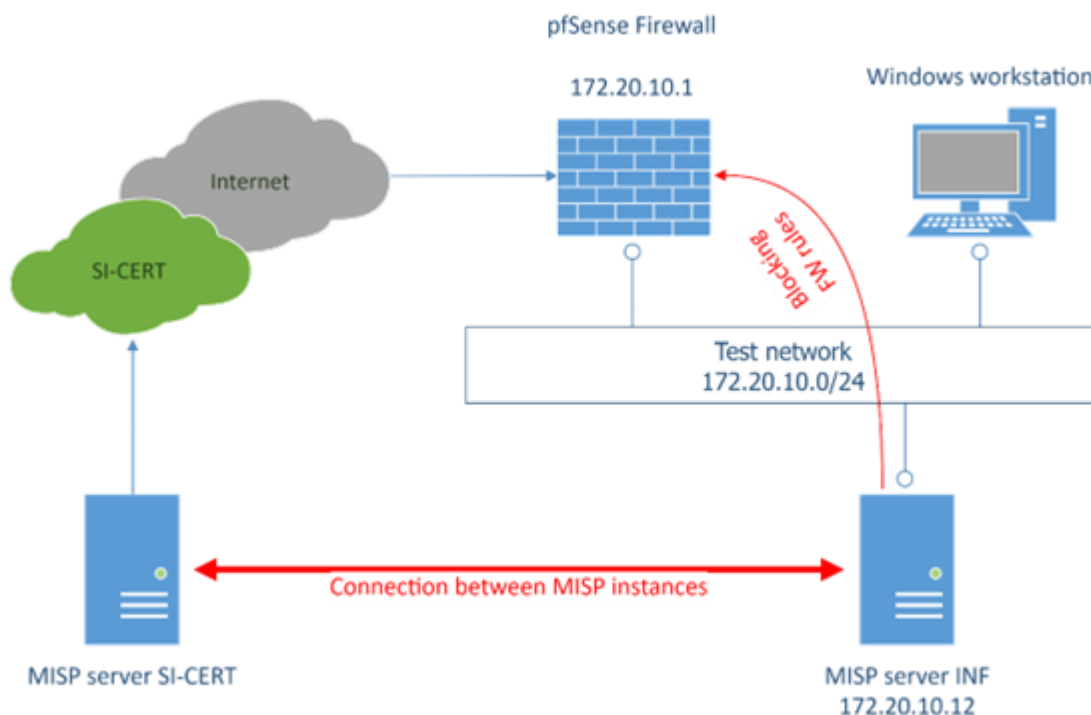 pfSense Firewall
172.20.10.1
Windows workstation
Internet
SI-CERT
Blocking
FW rules
Test network
172.20.10.0/24
Connection between MISP instances
MISP server SI-CERT
MISP server INF
172.20.10.12